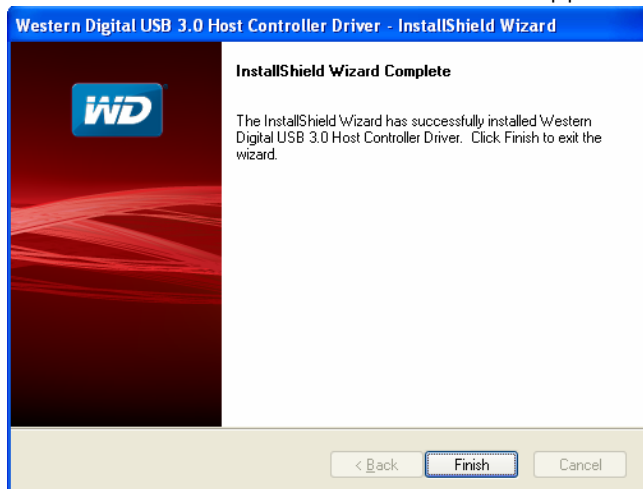 Western Digital USB 3.0 Host Controller Driver - InstallShield Wizard
WD
InstallShield Wizard Complete
The InstallShield Wizard has successfully installed Western
Digital USB 3.0 Host Controller Driver. Click Finish to exit the
wizard.
< Back
Finish
Cancel